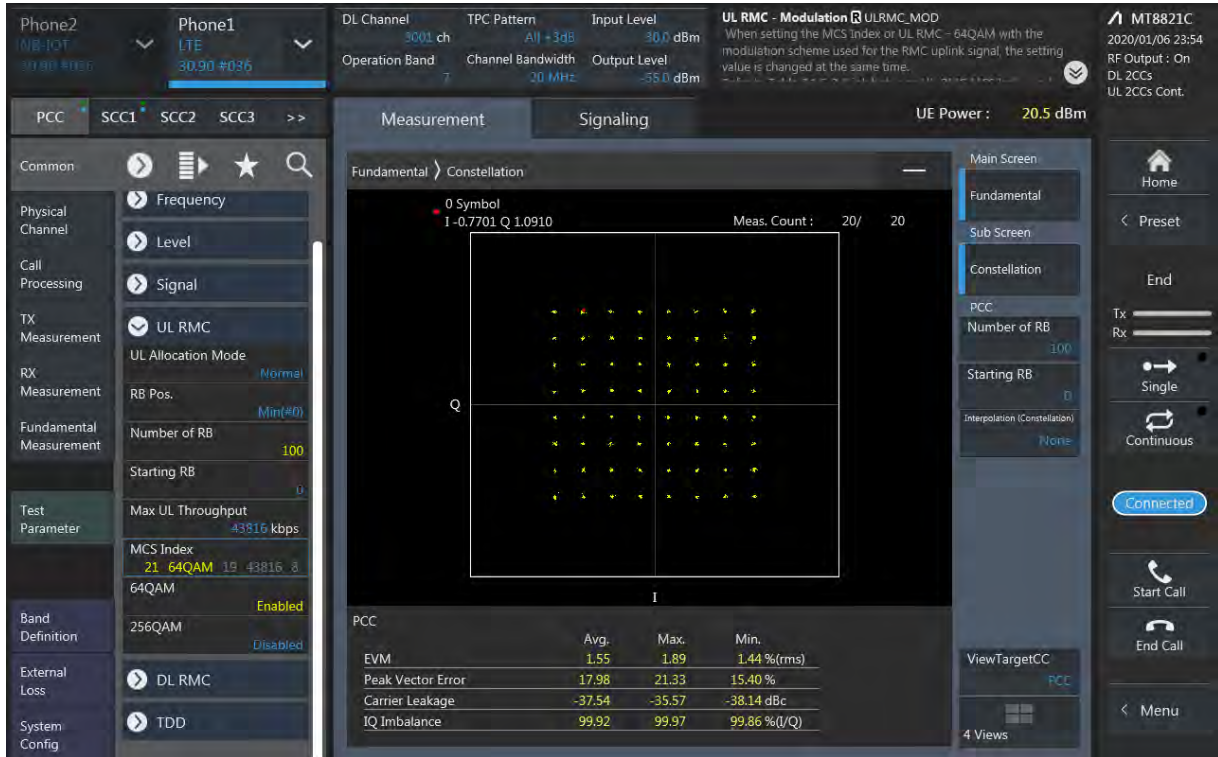 Phone2
NB-IOT
30.90 #036
Phone1
LTE
30.90 #036
DL Channel
3001 ch
Operation Band
7
TPC Pattern
All +3dB
Channel Bandwidth
20 MHz
Input Level
30.0 dBm
Output Level
-55.0 dBm
UL RMC - Modulation R ULRMC_MOD
When setting the MCS Index or UL RMC - 64QAM with the
modulation scheme used for the RMC uplink signal, the setting
value is changed at the same time.
MT8821C
2020/01/06 23:54
RF Output : On
DL 2CCs
UL 2CCs Cont.
PCC SCC1 SCC2 SCC3 >>
Measurement
Signaling
UE Power : 20.5 dBm
Common
Physical
Channel
Call
Processing
TX
Measurement
RX
Measurement
Fundamental
Measurement
Test
Parameter
Band
Definition
External
Loss
System
Config
Frequency
Level
Signal
UL RMC
UL Allocation Mode
Normal
RB Pos.
Min(#0)
Number of RB
100
Starting RB
0
Max UL Throughput
43816 kbps
MCS Index
21 64QAM 19 43816 8
64QAM
Enabled
256QAM
Disabled
DL RMC
TDD
Fundamental Constellation
0 Symbol
I -0.7701 Q 1.0910
Meas. Count : 20/ 20
Q
I
PCC
Avg. Max. Min.
EVM 1.55 1.89 1.44 %(rms)
Peak Vector Error 17.98 21.33 15.40 %
Carrier Leakage -37.54 -35.57 -38.14 dBc
IQ Imbalance 99.92 99.97 99.86 %(I/Q)
Main Screen
Fundamental
Sub Screen
Constellation
PCC
Number of RB
100
Starting RB
0
Interpolation (Constellation)
None
ViewTargetCC
PCC
4 Views
Home
< Preset
End
Tx
Rx
Single
Continuous
Connected
Start Call
End Call
< Menu